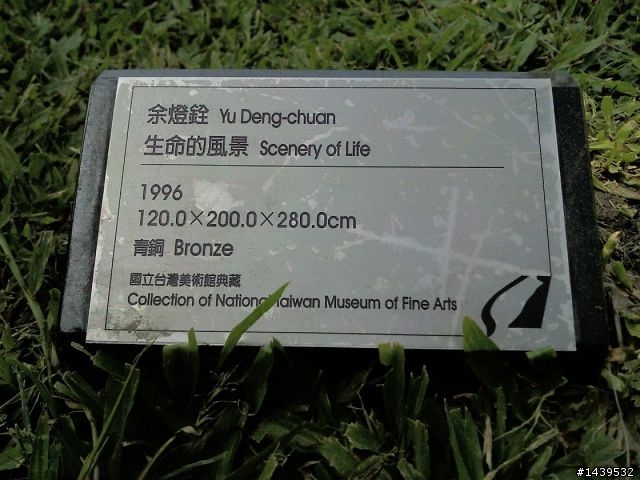 余燈銓 Yu Deng-chuan
生命的風景 Scenery of Life
1996
120.0×200.0×280.0cm
青銅 Bronze
國立台灣美術館典藏
Collection of National Taiwan Museum of Fine Arts
#1439532